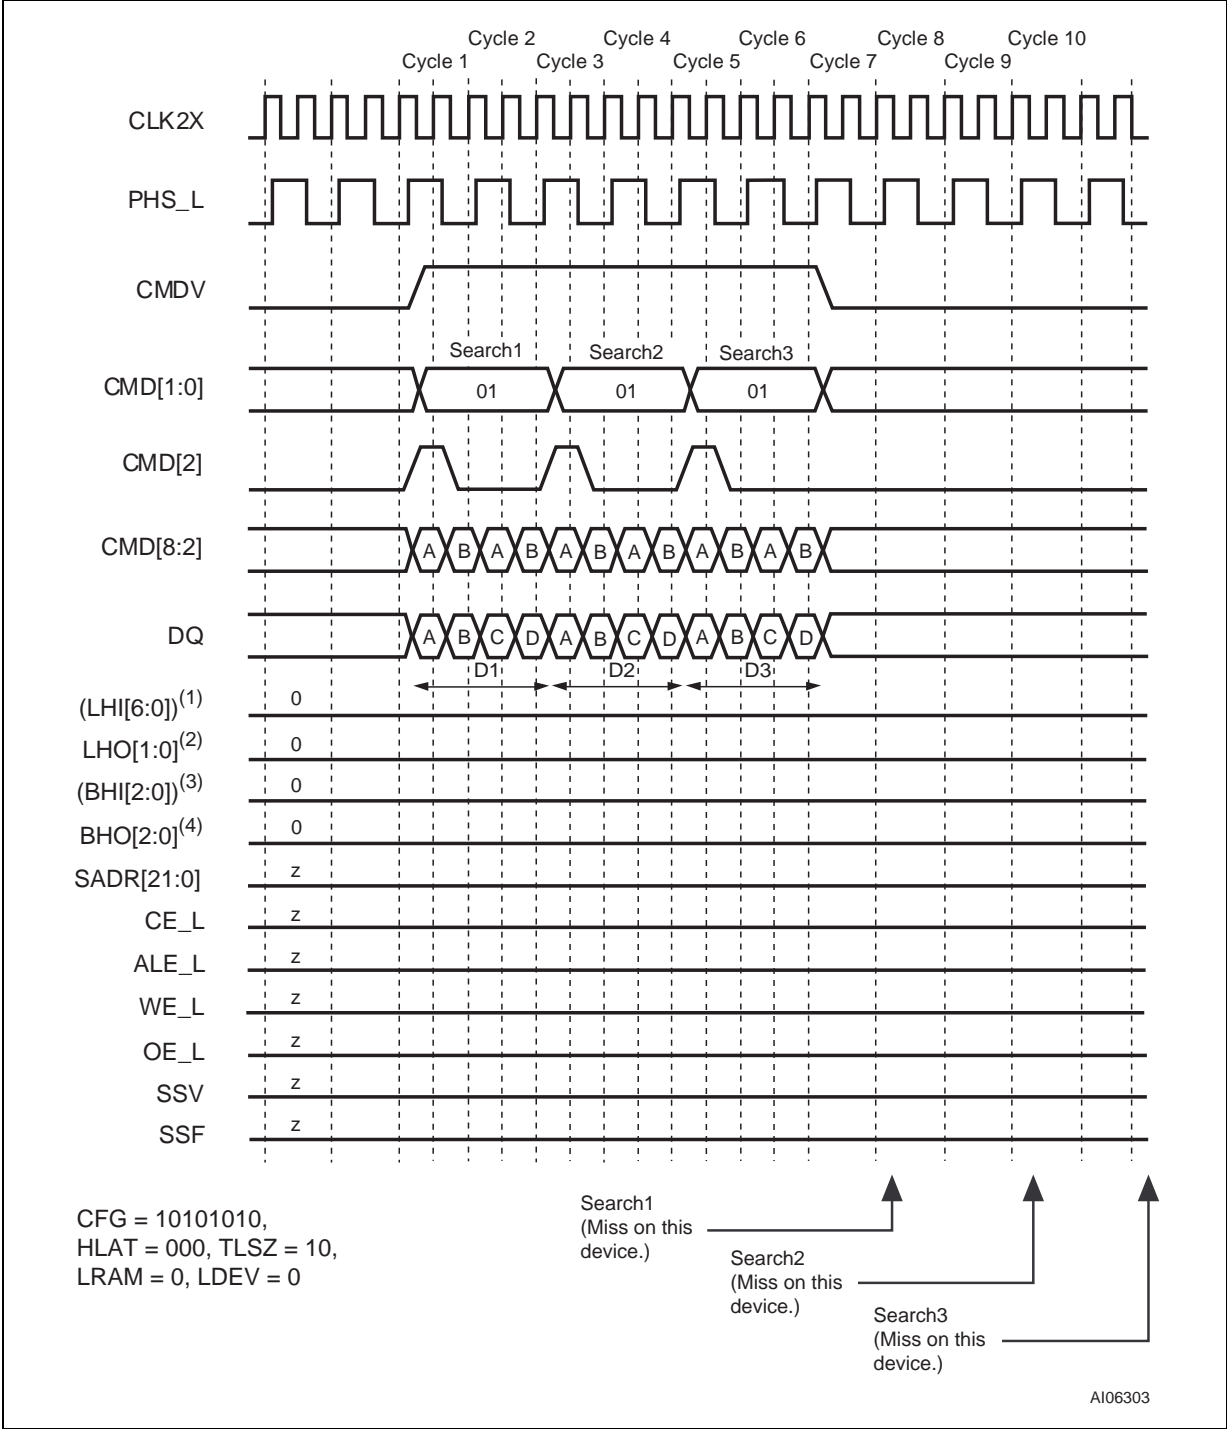 Cycle 2 Cycle 4 Cycle 6 Cycle 8 Cycle 10
Cycle 1 Cycle 3 Cycle 5 Cycle 7 Cycle 9
CLK2X
PHS_L
CMDV
Search1 Search2 Search3
CMD[1:0] 01 01 01
CMD[2]
CMD[8:2] A B A B A B A B A B A B
DQ A B C D A B C D A B C D
D1 D2 D3
(LHI[6:0])(1) 0
LHO[1:0](2) 0
(BHI[2:0])(3) 0
BHO[2:0](4) 0
SADR[21:0] z
CE_L z
ALE_L z
WE_L z
OE_L z
SSV z
SSF z
CFG = 10101010,
HLAT = 000, TLSZ = 10,
LRAM = 0, LDEV = 0
Search1
(Miss on this
device.)
Search2
(Miss on this
device.)
Search3
(Miss on this
device.)
AI06303